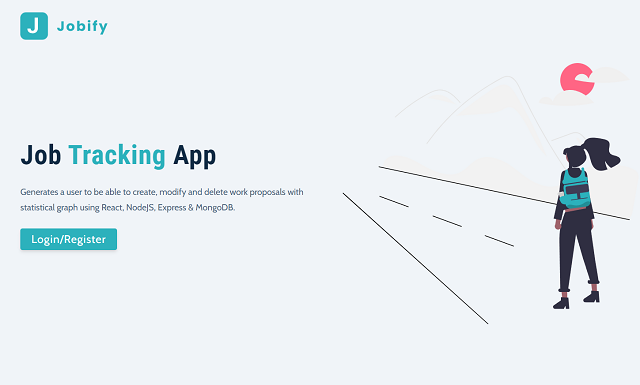 J Jobify
Job Tracking App
Generates a user to be able to create, modify and delete work proposals with
statistical graph using React, NodeJS, Express & MongoDB.
Login/Register